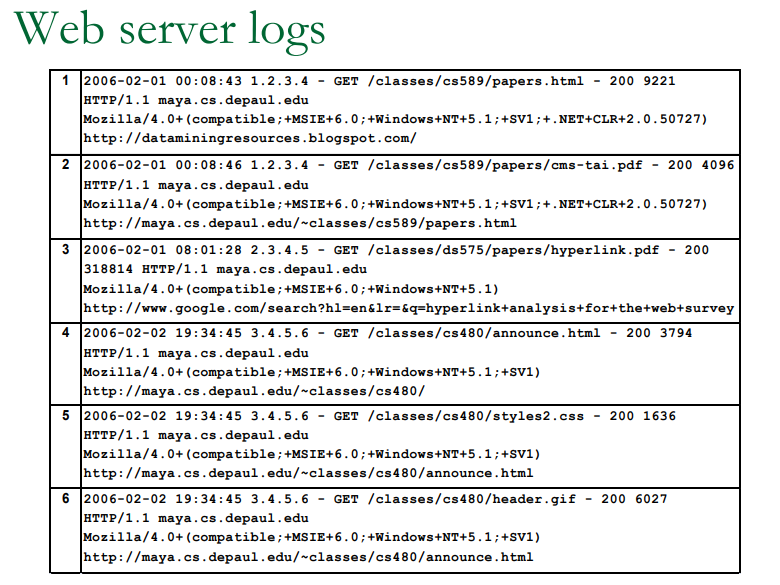 Web server logs
1 2006-02-01 00:08:43 1.2.3.4 - GET /classes/cs589/papers.html - 200 9221
HTTP/1.1 maya.cs.depaul.edu
Mozilla/4.0+(compatible;+MSIE+6.0;+Windows+NT+5.1;+SV1;+.NET+CLR+2.0.50727)
http://dataminingresources.blogspot.com/
2 2006-02-01 00:08:46 1.2.3.4 - GET /classes/cs589/papers/cms-tai.pdf - 200 4096
HTTP/1.1 maya.cs.depaul.edu
Mozilla/4.0+(compatible;+MSIE+6.0;+Windows+NT+5.1;+SV1;+.NET+CLR+2.0.50727)
http://maya.cs.depaul.edu/~classes/cs589/papers.html
3 2006-02-01 08:01:28 2.3.4.5 - GET /classes/ds575/papers/hyperlink.pdf - 200
318814 HTTP/1.1 maya.cs.depaul.edu
Mozilla/4.0+(compatible;+MSIE+6.0;+Windows+NT+5.1)
http://www.google.com/search?hl=en&lr=&q=hyperlink+analysis+for+the+web+survey
4 2006-02-02 19:34:45 3.4.5.6 - GET /classes/cs480/announce.html - 200 3794
HTTP/1.1 maya.cs.depaul.edu
Mozilla/4.0+(compatible;+MSIE+6.0;+Windows+NT+5.1;+SV1)
http://maya.cs.depaul.edu/~classes/cs480/
5 2006-02-02 19:34:45 3.4.5.6 - GET /classes/cs480/styles2.css - 200 1636
HTTP/1.1 maya.cs.depaul.edu
Mozilla/4.0+(compatible;+MSIE+6.0;+Windows+NT+5.1;+SV1)
http://maya.cs.depaul.edu/~classes/cs480/announce.html
6 2006-02-02 19:34:45 3.4.5.6 - GET /classes/cs480/header.gif - 200 6027
HTTP/1.1 maya.cs.depaul.edu
Mozilla/4.0+(compatible;+MSIE+6.0;+Windows+NT+5.1;+SV1)
http://maya.cs.depaul.edu/~classes/cs480/announce.html